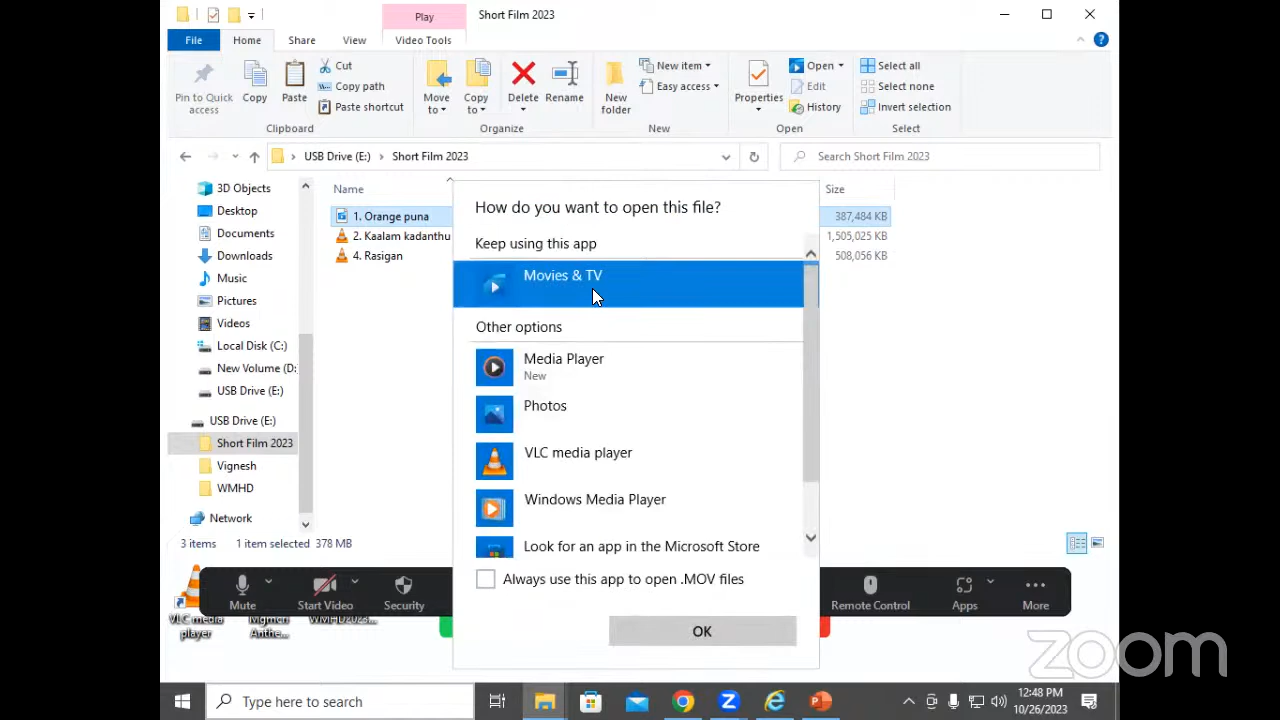 Play
Short Film 2023
File
Home
Share
View
Video Tools
Pin to Quick
access
Copy
Paste
Cut
Copy path
Paste shortcut
Clipboard
Move
to
Copy
to
Delete
Rename
Organize
New
folder
New item
Easy access
New
Properties
Open
Edit
History
Open
Select all
Select none
Invert selection
Select
USB Drive (E:)
Short Film 2023
Search Short Film 2023
3D Objects
Desktop
Documents
Downloads
Music
Pictures
Videos
Local Disk (C:)
New Volume (D:
USB Drive (E:)
USB Drive (E:)
Short Film 2023
Vignesh
WMHD
Network
Name
Size
1. Orange puna
387,484 KB
2. Kaalam kadanthu
1,505,025 KB
4. Rasigan
508,056 KB
How do you want to open this file?
Keep using this app
Movies & TV
Other options
Media Player
New
Photos
VLC media player
Windows Media Player
Look for an app in the Microsoft Store
Always use this app to open .MOV files
OK
3 items
1 item selected 378 MB
Mute
Start Video
Security
Remote Control
Apps
More
VLC media
player
Mgmcri
Anthe...
WMHD2023...
zoom
Type here to search
12:48 PM
10/26/2023